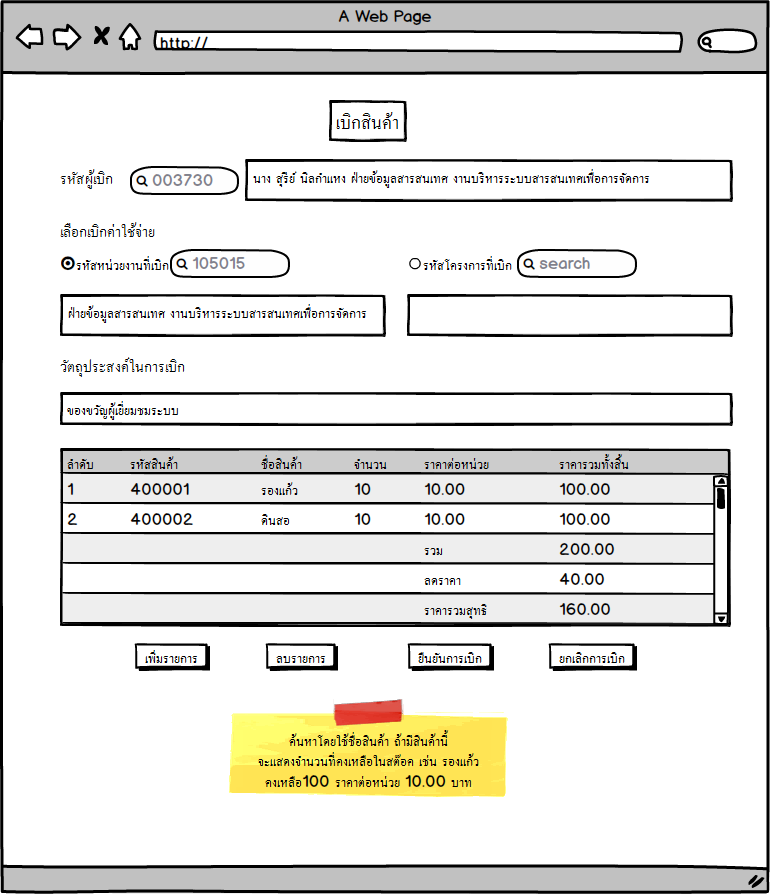 A Web Page
http://
เบิกสินค้า
รหัสผู้เบิก 003730 นาง สุรีย์ นิลกำแหง ฝ่ายข้อมูลสารสนเทศ งานบริหารระบบสารสนเทศเพื่อการจัดการ
เลือกเบิกค่าใช้จ่าย
รหัสหน่วยงานที่เบิก 105015 รหัสโครงการที่เบิก search
ฝ่ายข้อมูลสารสนเทศ งานบริหารระบบสารสนเทศเพื่อการจัดการ
วัตถุประสงค์ในการเบิก
ของขวัญผู้เยี่ยมชมระบบ
ลำดับ รหัสสินค้า ชื่อสินค้า จำนวน ราคาต่อหน่วย ราคารวมทั้งสิ้น
1 400001 รองแก้ว 10 10.00 100.00
2 400002 ดินสอ 10 10.00 100.00
รวม 200.00
ลดราคา 40.00
ราคารวมสุทธิ 160.00
เพิ่มรายการ ลบรายการ ยืนยันการเบิก ยกเลิกการเบิก
ค้นหาโดยใช้ชื่อสินค้า ถ้ามีสินค้านี้
จะแสดงจำนวนที่คงเหลือในสต๊อค เช่น รองแก้ว
คงเหลือ100 ราคาต่อหน่วย 10.00 บาท